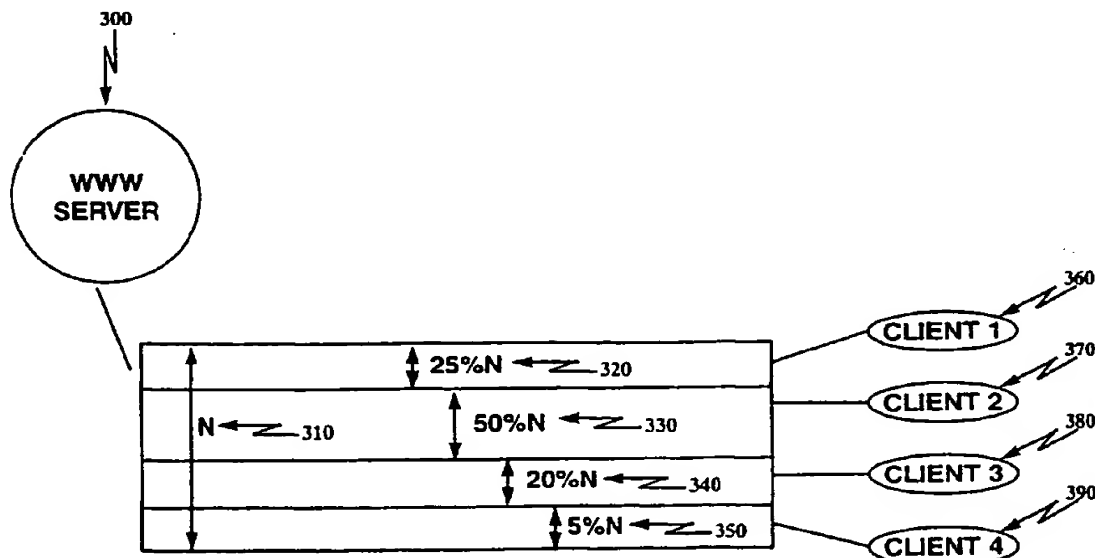 300
WWW
SERVER
360
CLIENT 1
25%N
320
370
CLIENT 2
N
310
50%N
330
380
CLIENT 3
20%N
340
390
CLIENT 4
5%N
350